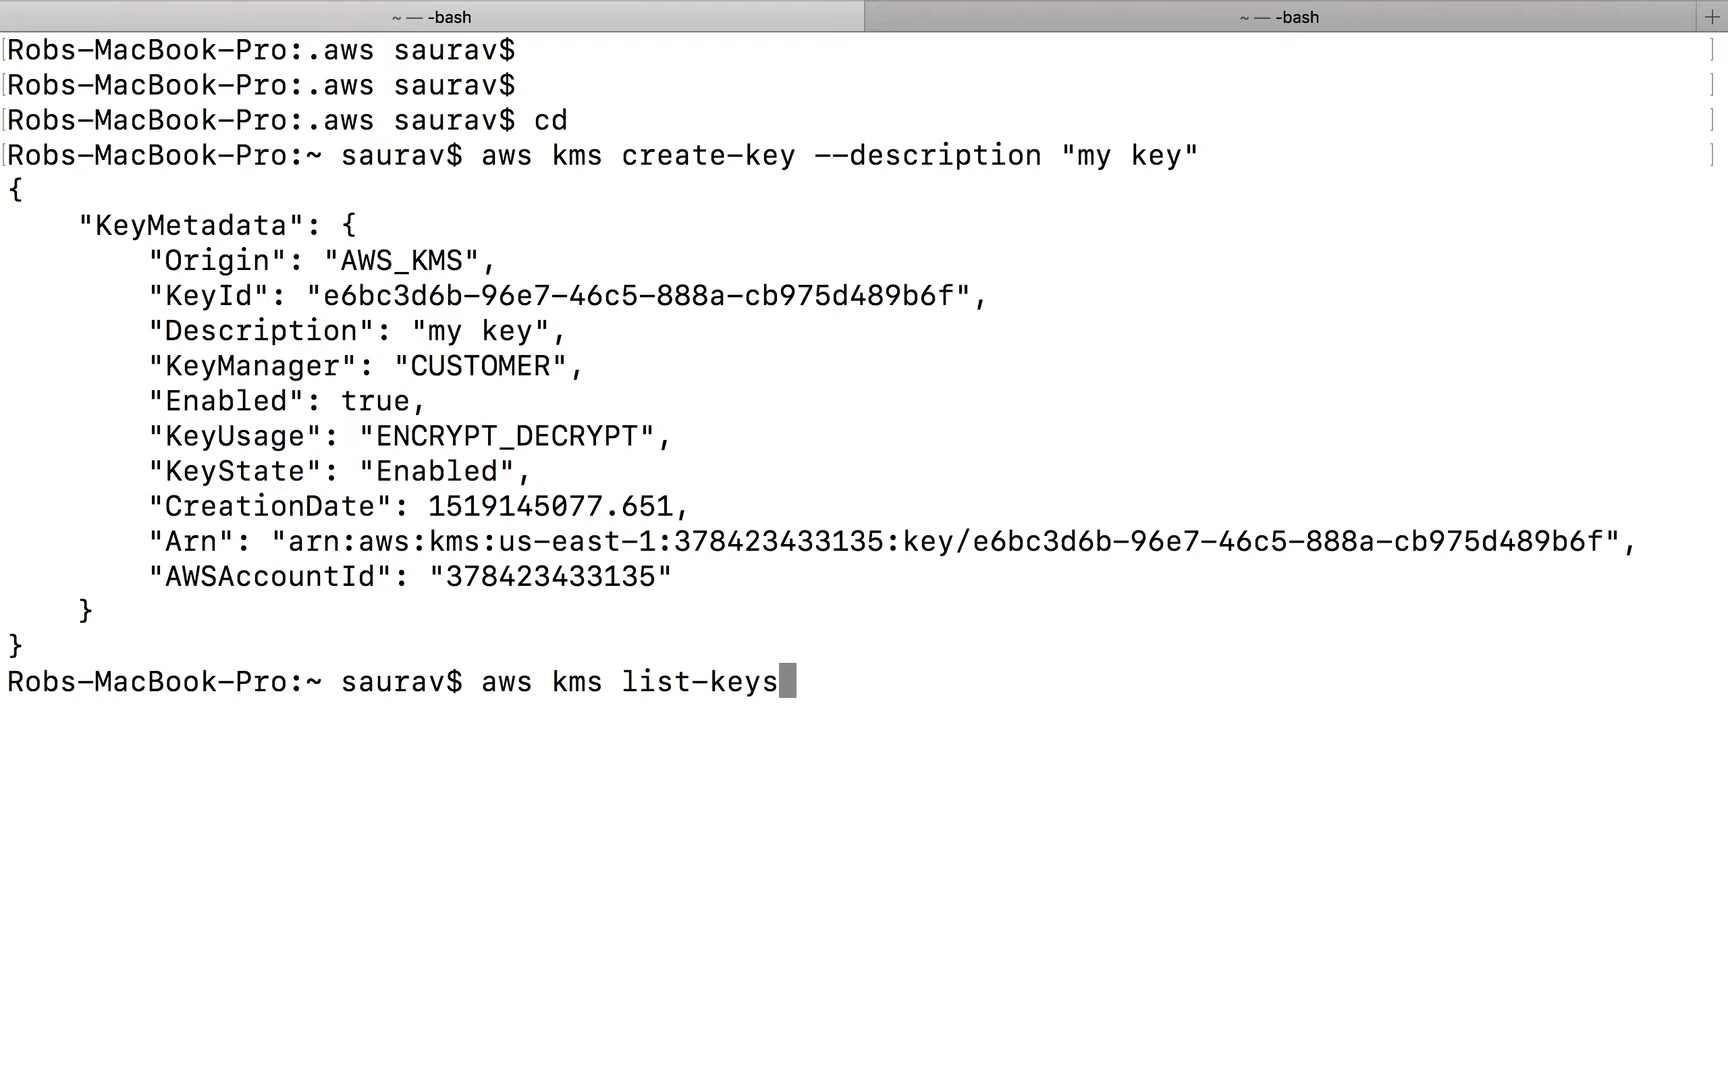 ~ — -bash
~ — -bash
+
[Robs-MacBook-Pro:.aws saurav$ ]
[Robs-MacBook-Pro:.aws saurav$ ]
[Robs-MacBook-Pro:.aws saurav$ cd ]
[Robs-MacBook-Pro:~ saurav$ aws kms create-key --description "my key" ]
{
    "KeyMetadata": {
        "Origin": "AWS_KMS",
        "KeyId": "e6bc3d6b-96e7-46c5-888a-cb975d489b6f",
        "Description": "my key",
        "KeyManager": "CUSTOMER",
        "Enabled": true,
        "KeyUsage": "ENCRYPT_DECRYPT",
        "KeyState": "Enabled",
        "CreationDate": 1519145077.651,
        "Arn": "arn:aws:kms:us-east-1:378423433135:key/e6bc3d6b-96e7-46c5-888a-cb975d489b6f",
        "AWSAccountId": "378423433135"
    }
}
Robs-MacBook-Pro:~ saurav$ aws kms list-keys